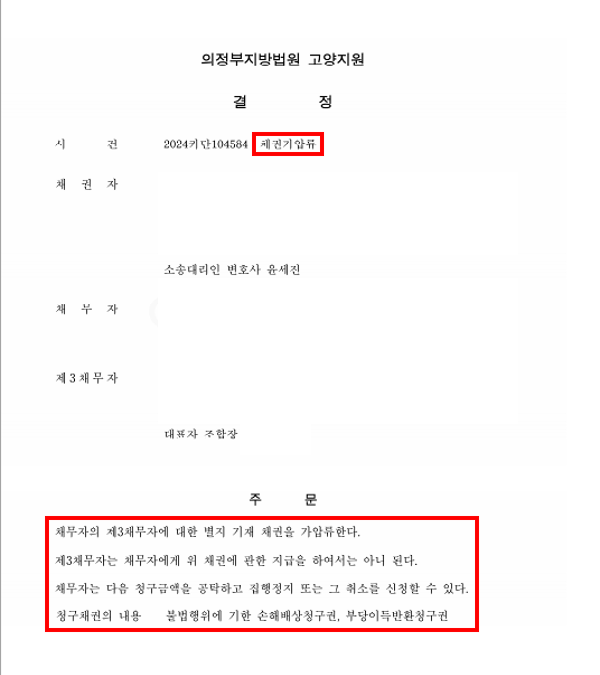 의정부지방법원 고양지원
결 정
사 건 2024카단104584 채권가압류
채 권 자
소송대리인 변호사 윤세진
채 무 자
제3채무자
대표자 조합장
주 문
채무자의 제3채무자에 대한 별지 기재 채권을 가압류한다.
제3채무자는 채무자에게 위 채권에 관한 지급을 하여서는 아니 된다.
채무자는 다음 청구금액을 공탁하고 집행정지 또는 그 취소를 신청할 수 있다.
청구채권의 내용 불법행위에 기한 손해배상청구권, 부당이득반환청구권